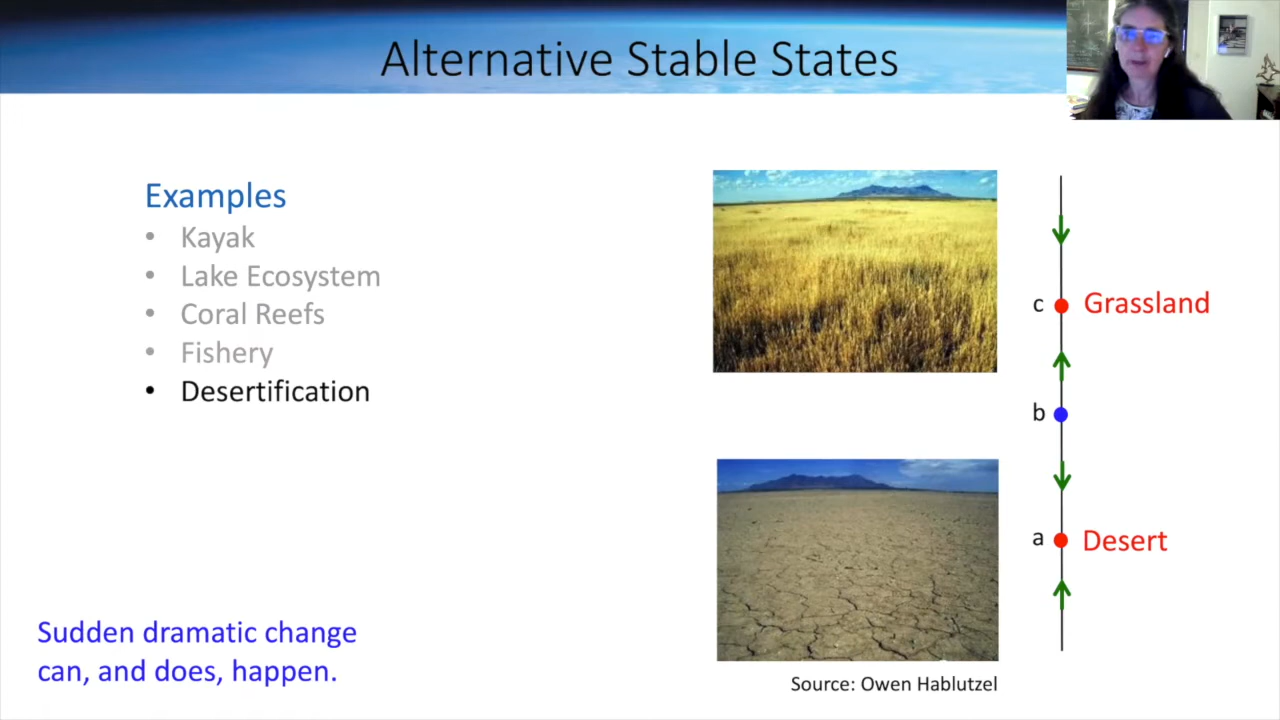 Alternative Stable States
Examples
• Kayak
• Lake Ecosystem
• Coral Reefs
• Fishery
• Desertification
Sudden dramatic change
can, and does, happen.
c
Grassland
b
a
Desert
Source: Owen Hablutzel